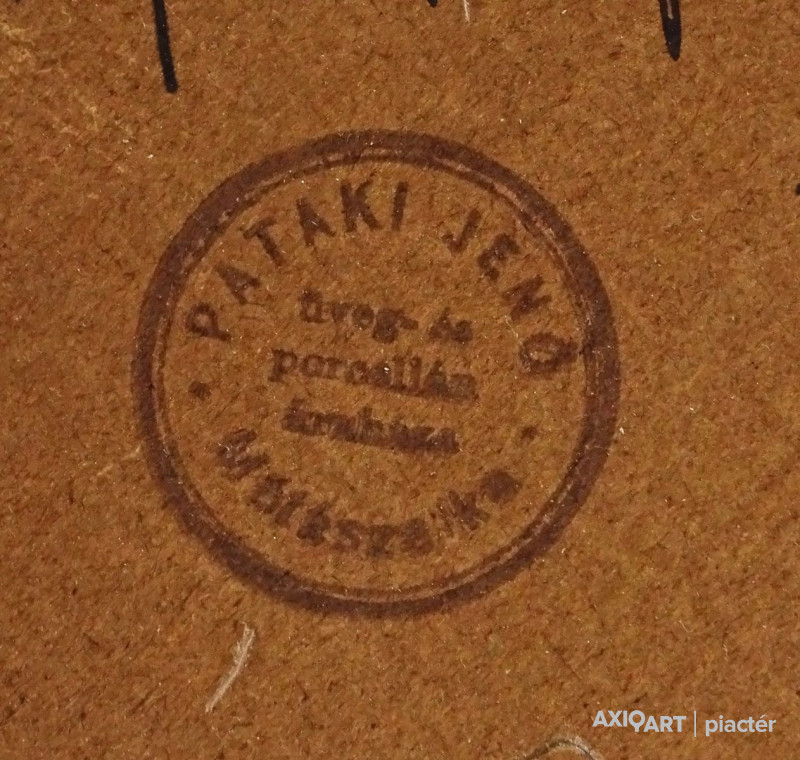 PATAKI JENŐ
üveg- és
porcellán
áruháza
Mátészalka
AXIOART | piactér